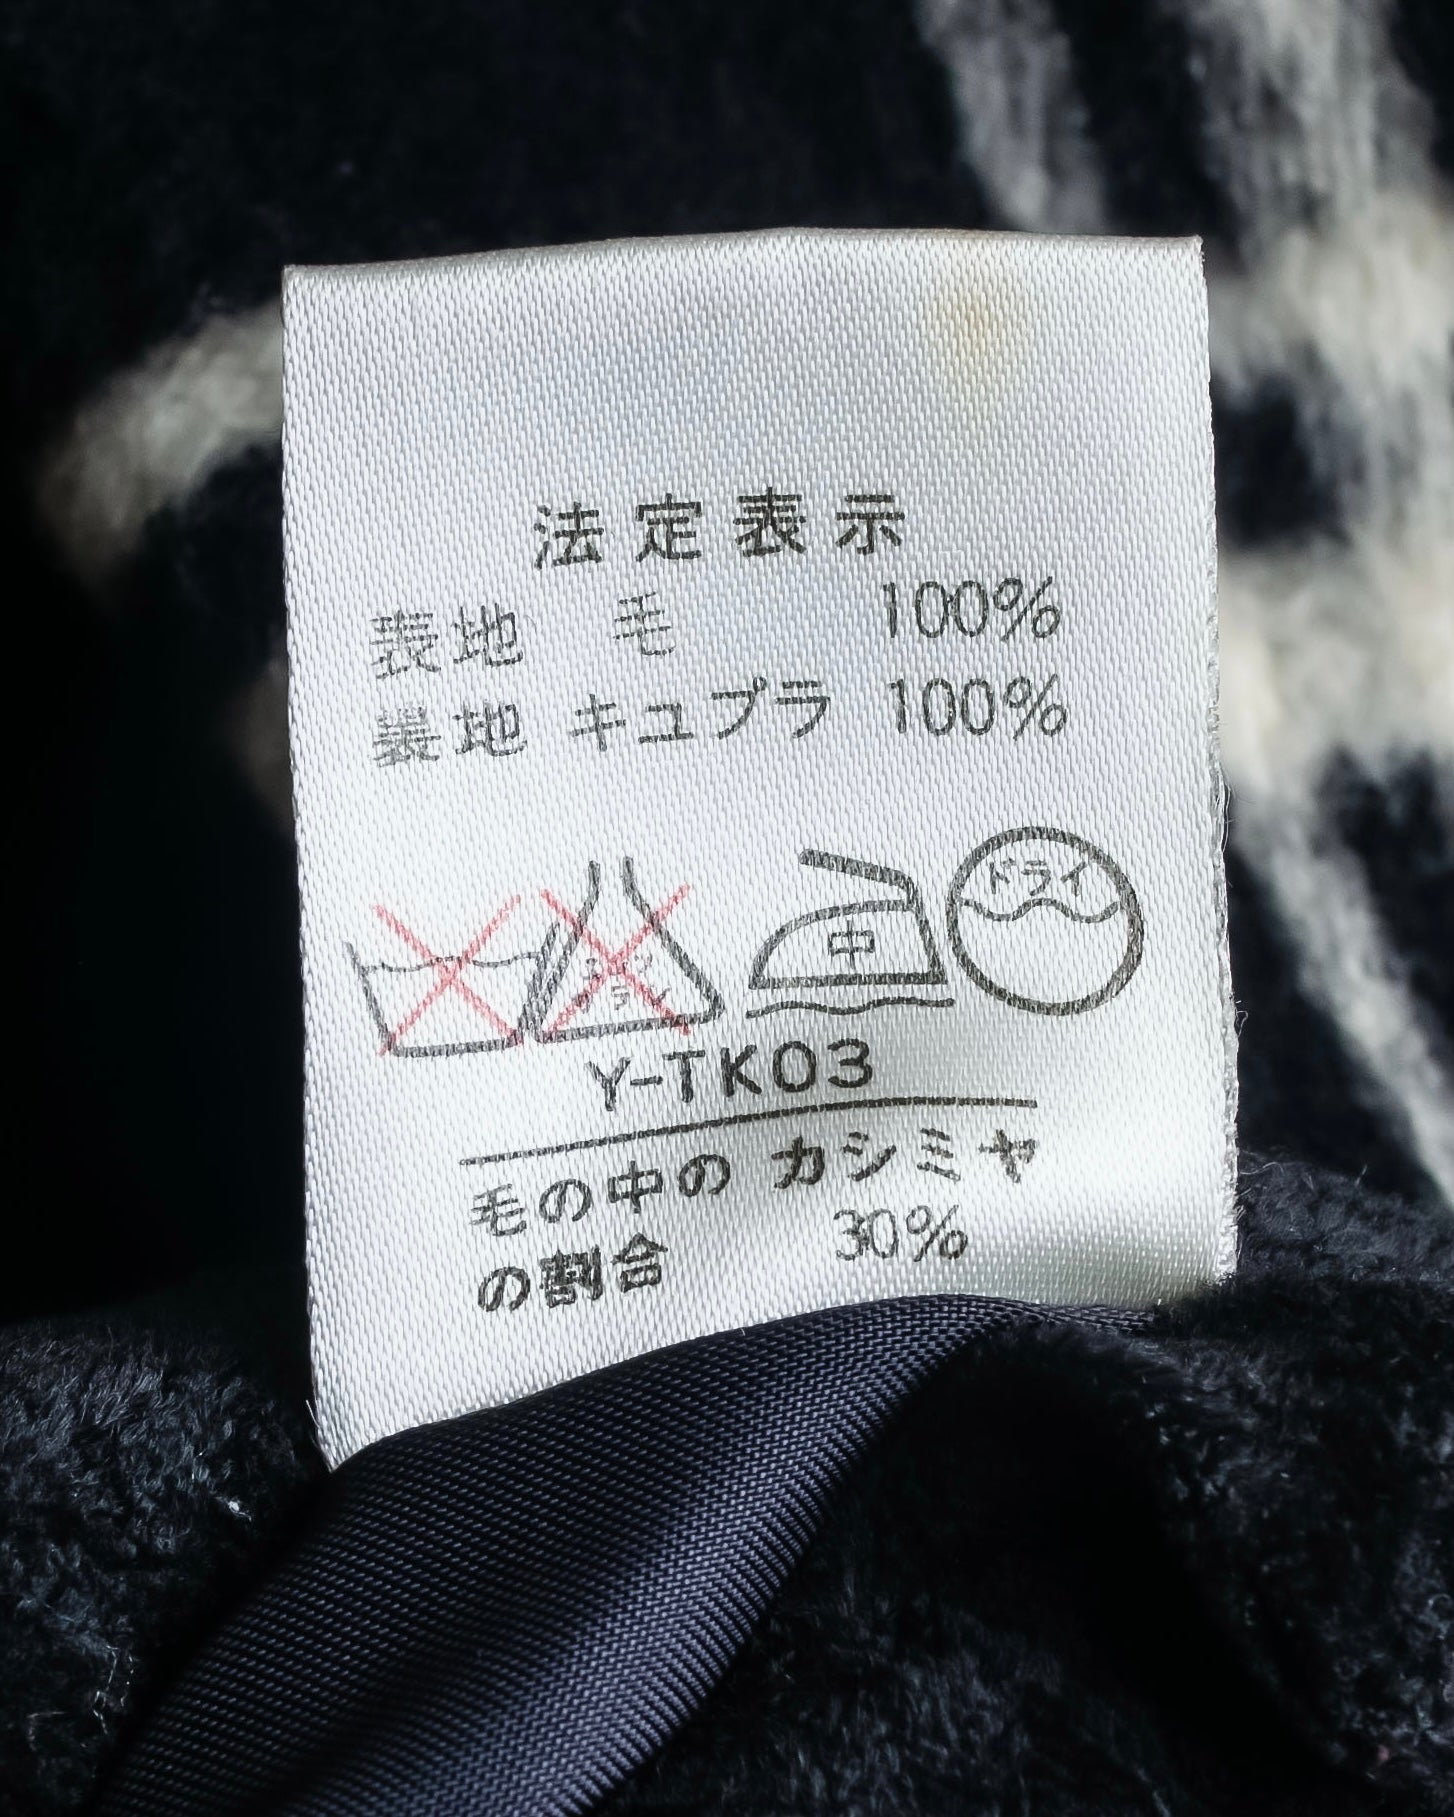 法定表示
表地 毛 100%
裏地 キュプラ 100%
中
ドライ
Y-TK03
毛の中の カシミヤ
の割合 30%